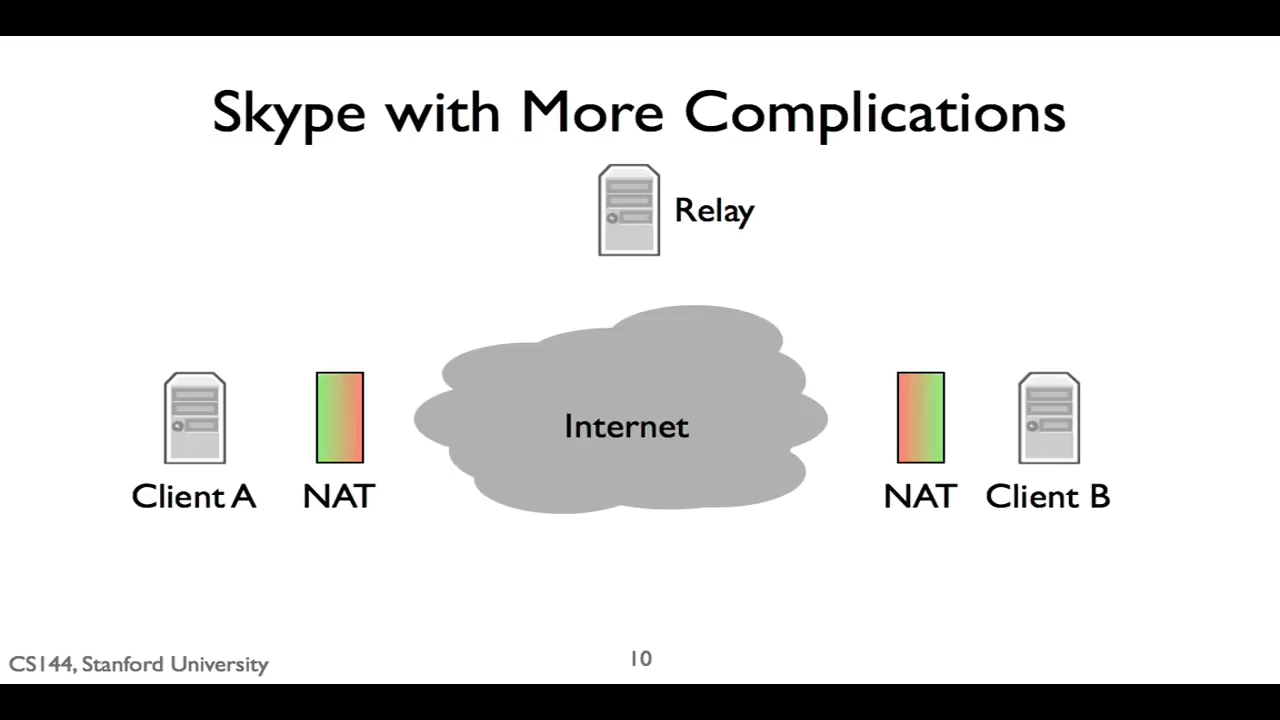 Skype with More Complications
Relay
Internet
Client A
NAT
NAT
Client B
CS144, Stanford University
10